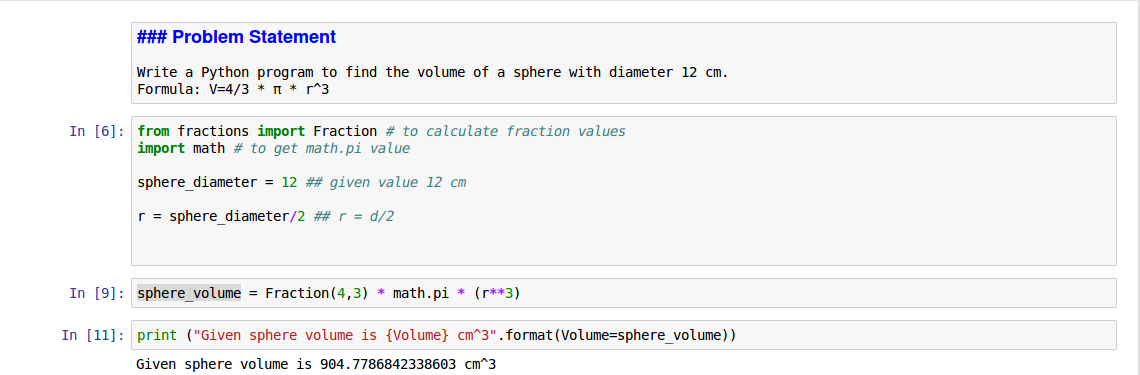 ### Problem Statement
Write a Python program to find the volume of a sphere with diameter 12 cm.
Formula: V=4/3 * π * r^3
In [6]: from fractions import Fraction # to calculate fraction values
import math # to get math.pi value
sphere_diameter = 12 ## given value 12 cm
r = sphere_diameter/2 ## r = d/2
In [9]: sphere_volume = Fraction(4,3) * math.pi * (r**3)
In [11]: print ("Given sphere volume is {Volume} cm^3".format(Volume=sphere_volume))
Given sphere volume is 904.7786842338603 cm^3